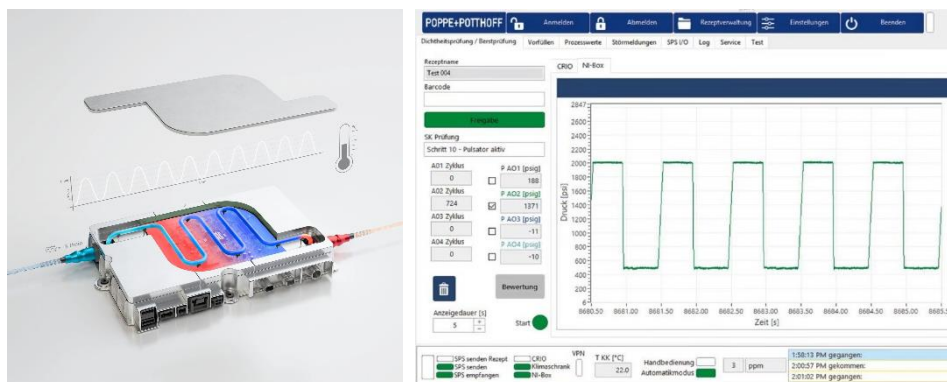 POPPE+POTTHOFF
Anmelden
Abmelden
Rezeptverwaltung
Einstellungen
Beenden
Dichtheitsprüfung / Berstprüfung
Vorfüllen
Prozesswerte
Störmeldungen
SPS I/O
Log
Service
Test
Rezeptname
Test 004
Barcode
Freigabe
SK Prüfung
Schritt 10 - Pulsator aktiv
A01 Zyklus
P AO1 [psig]
0
188
A02 Zyklus
P AO2 [psig]
724
1371
A03 Zyklus
P AO3 [psig]
0
-11
A04 Zyklus
P AO4 [psig]
0
-10
Bewertung
Anzeigedauer [s]
5
Start
CRIO
NI-Box
2847
2600
2400
2200
2000
1800
1600
1400
1200
1000
800
600
400
200
6
Druck [psi]
8680.50
8681.00
8681.50
8682.00
8682.50
8683.00
8683.50
8684.00
8684.50
8685.00
8685.5
Zeit [s]
SPS senden Rezept
SPS senden
SPS empfangen
CRIO
Klimaschrank
NI-Box
VPN
T KK [°C]
22.0
Handbedienung
Automatikmodus
3
ppm
1:58:13 PM gegangen:
2:00:57 PM gekommen:
2:01:02 PM gegangen: